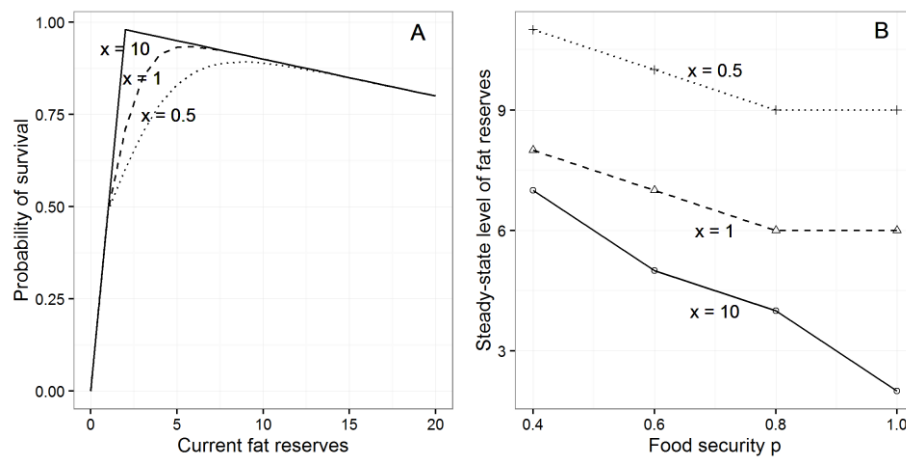 A
1.00
0.75
0.50
0.25
0.00
Probability of survival
x = 10
x = 1
x = 0.5
0 5 10 15 20
Current fat reserves
B
9
6
3
Steady-state level of fat reserves
x = 0.5
x = 1
x = 10
0.4 0.6 0.8 1.0
Food security p